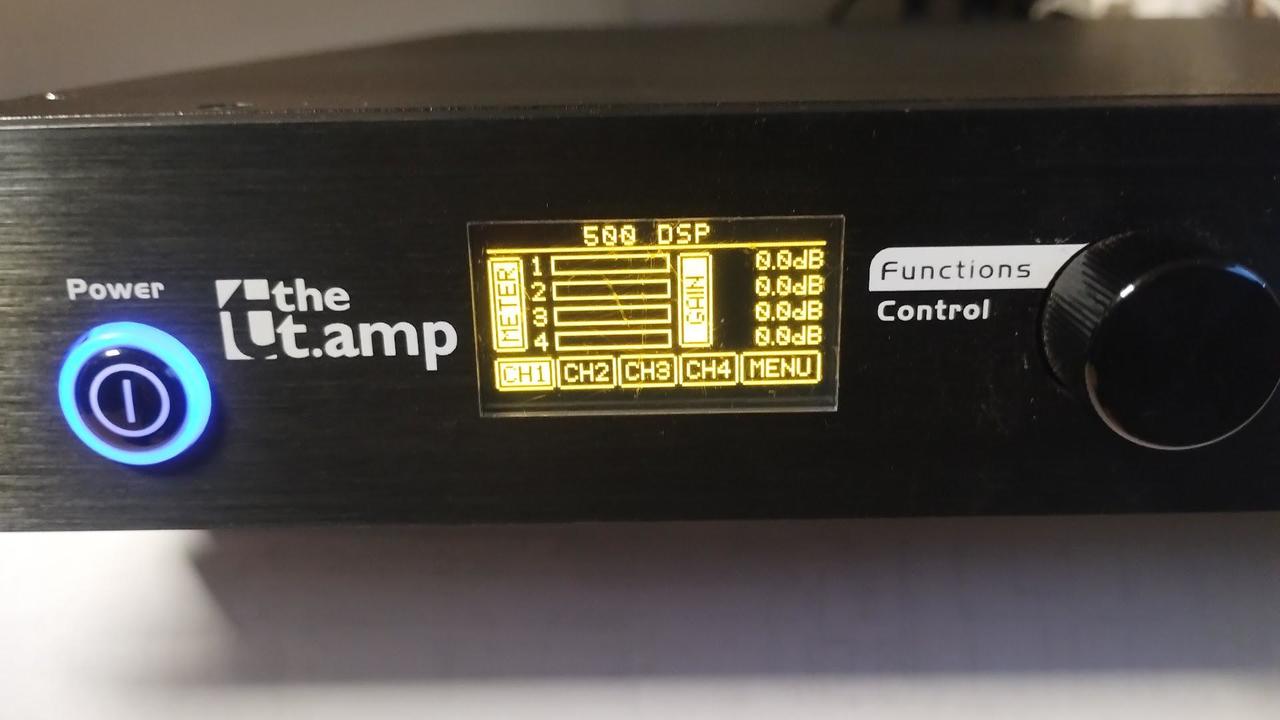 Power
the
t.amp
500 DSP
METER
1
2
3
4
GAIN
0.0dB
0.0dB
0.0dB
0.0dB
CH1 CH2 CH3 CH4 MENU
Functions
Control